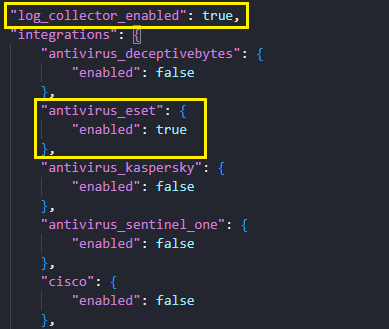 "log_collector_enabled": true,
"integrations": {
"antivirus_deceptivebytes": {
"enabled": false
},
"antivirus_eset": {
"enabled": true
},
"antivirus_kaspersky": {
"enabled": false
},
"antivirus_sentinel_one": {
"enabled": false
},
"cisco": {
"enabled": false
},